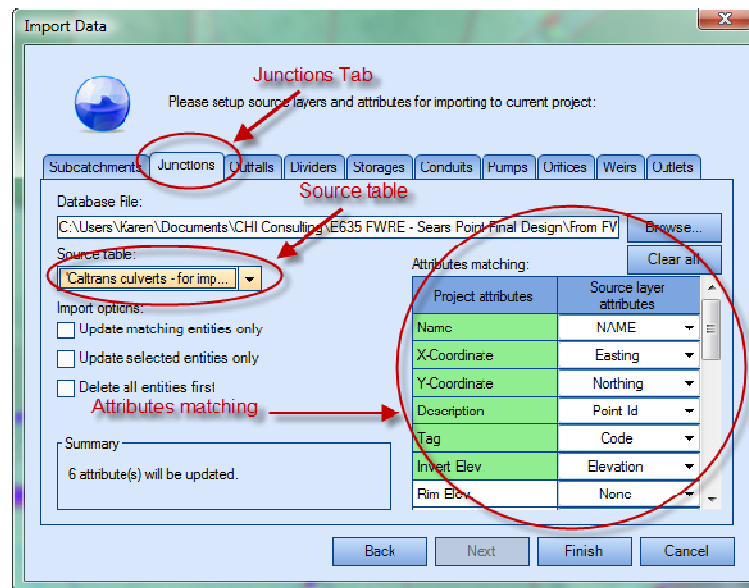 Import Data
Junctions Tab
Please setup source layers and attributes for importing to current project:
Subcatchments Junctions Outfalls Dividers Storages Conduits Pumps Orifices Weirs Outlets
Database File:
Source table
C:\Users\Karen\Documents\CHI Consulting\E635 FWRE - Sears Point Final Design\From FW
Browse...
Source table:
'Caltrans culverts - for imp...
Clear all
Attributes matching:
Import options:
Update matching entities only
Update selected entities only
Delete all entities first
Attributes matching
Project attributes Source layer attributes
Name NAME
X-Coordinate Easting
Y-Coordinate Northing
Description Point Id
Tag Code
Invert Elev Elevation
Rim Elev None
Summary
6 attribute(s) will be updated.
Back Next Finish Cancel